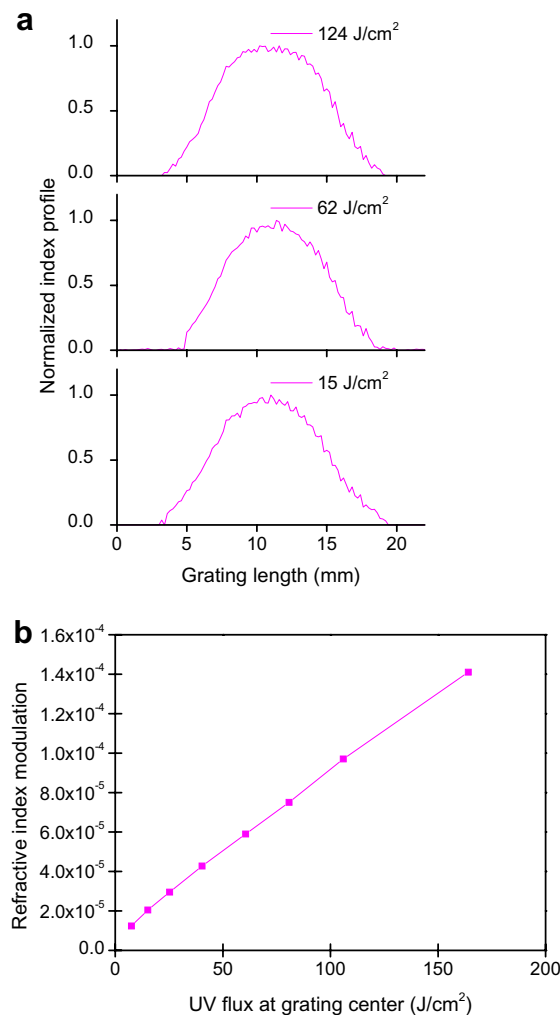 a
124 J/cm²
1.0
0.5
1.0
62 J/cm²
1.0
0.5
0.0
15 J/cm²
1.0
0.5
0.0
0 5 10 15 20
Normalized index profile
Grating length (mm)
b
1.6x10⁻⁴
1.4x10⁻⁴
1.2x10⁻⁴
1.0x10⁻⁴
8.0x10⁻⁵
6.0x10⁻⁵
4.0x10⁻⁵
2.0x10⁻⁵
0.0
0 50 100 150 200
Refractive index modulation
UV flux at grating center (J/cm²)